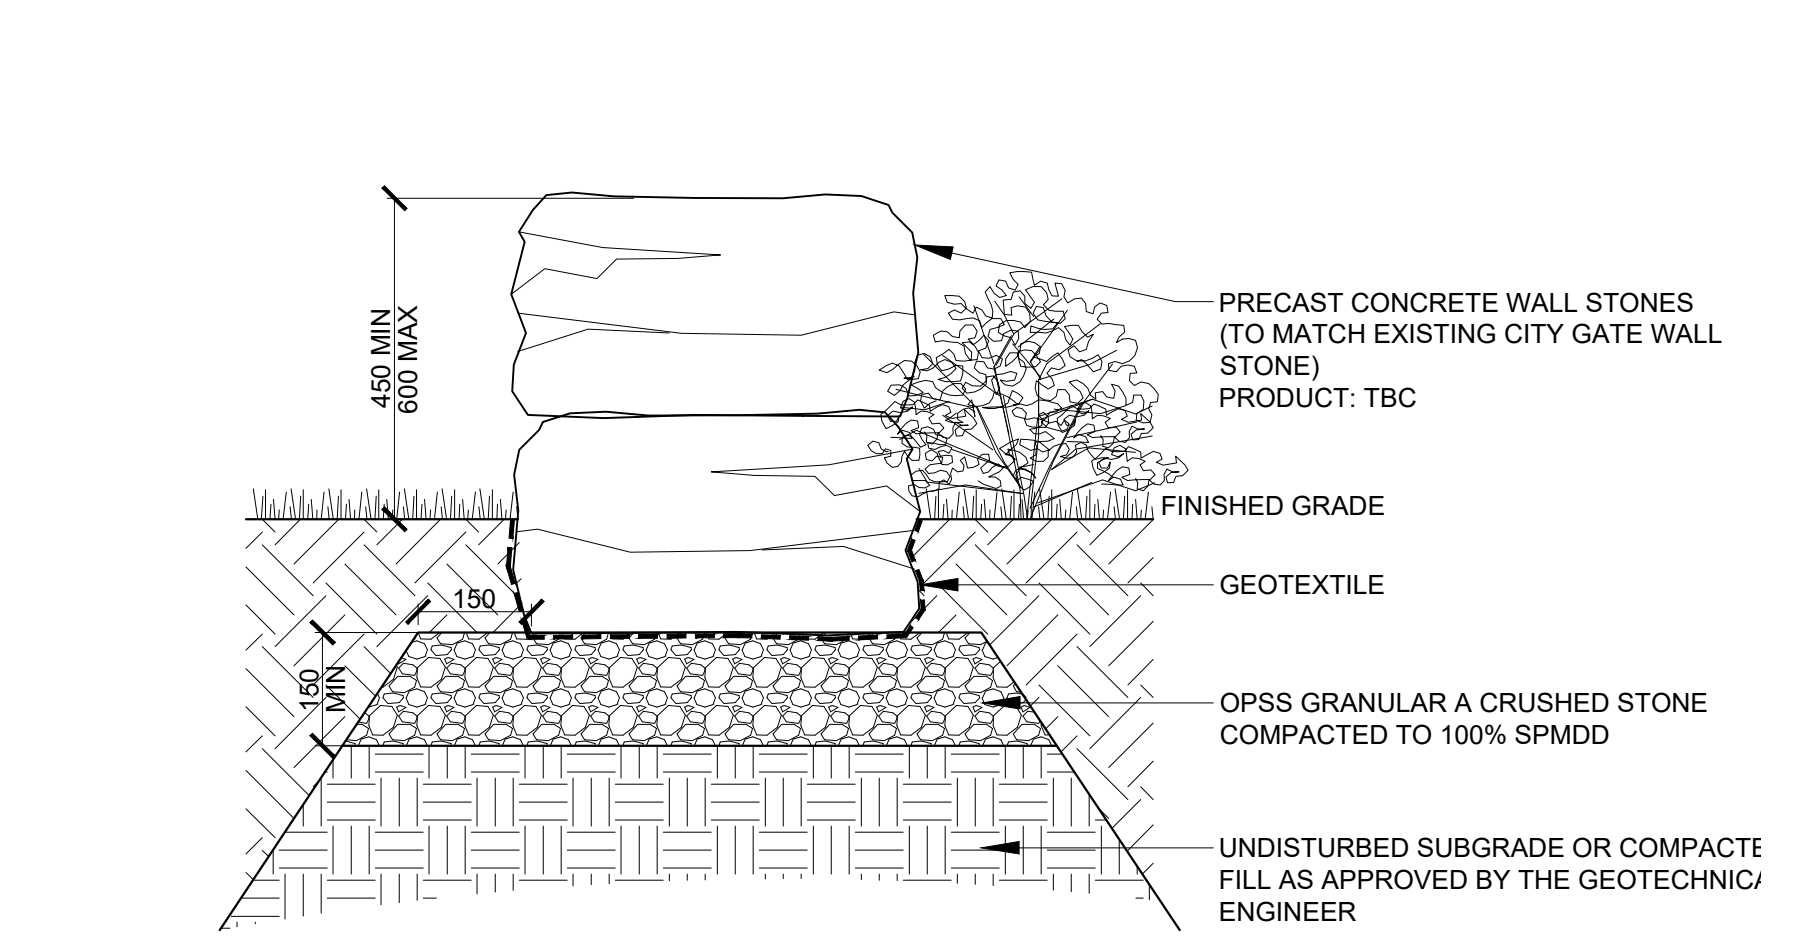 450 MIN
600 MAX
PRECAST CONCRETE WALL STONES
(TO MATCH EXISTING CITY GATE WALL
STONE)
PRODUCT: TBC
FINISHED GRADE
GEOTEXTILE
150
150
MIN
OPSS GRANULAR A CRUSHED STONE
COMPACTED TO 100% SPMDD
UNDISTURBED SUBGRADE OR COMPACTE
FILL AS APPROVED BY THE GEOTECHNICA
ENGINEER